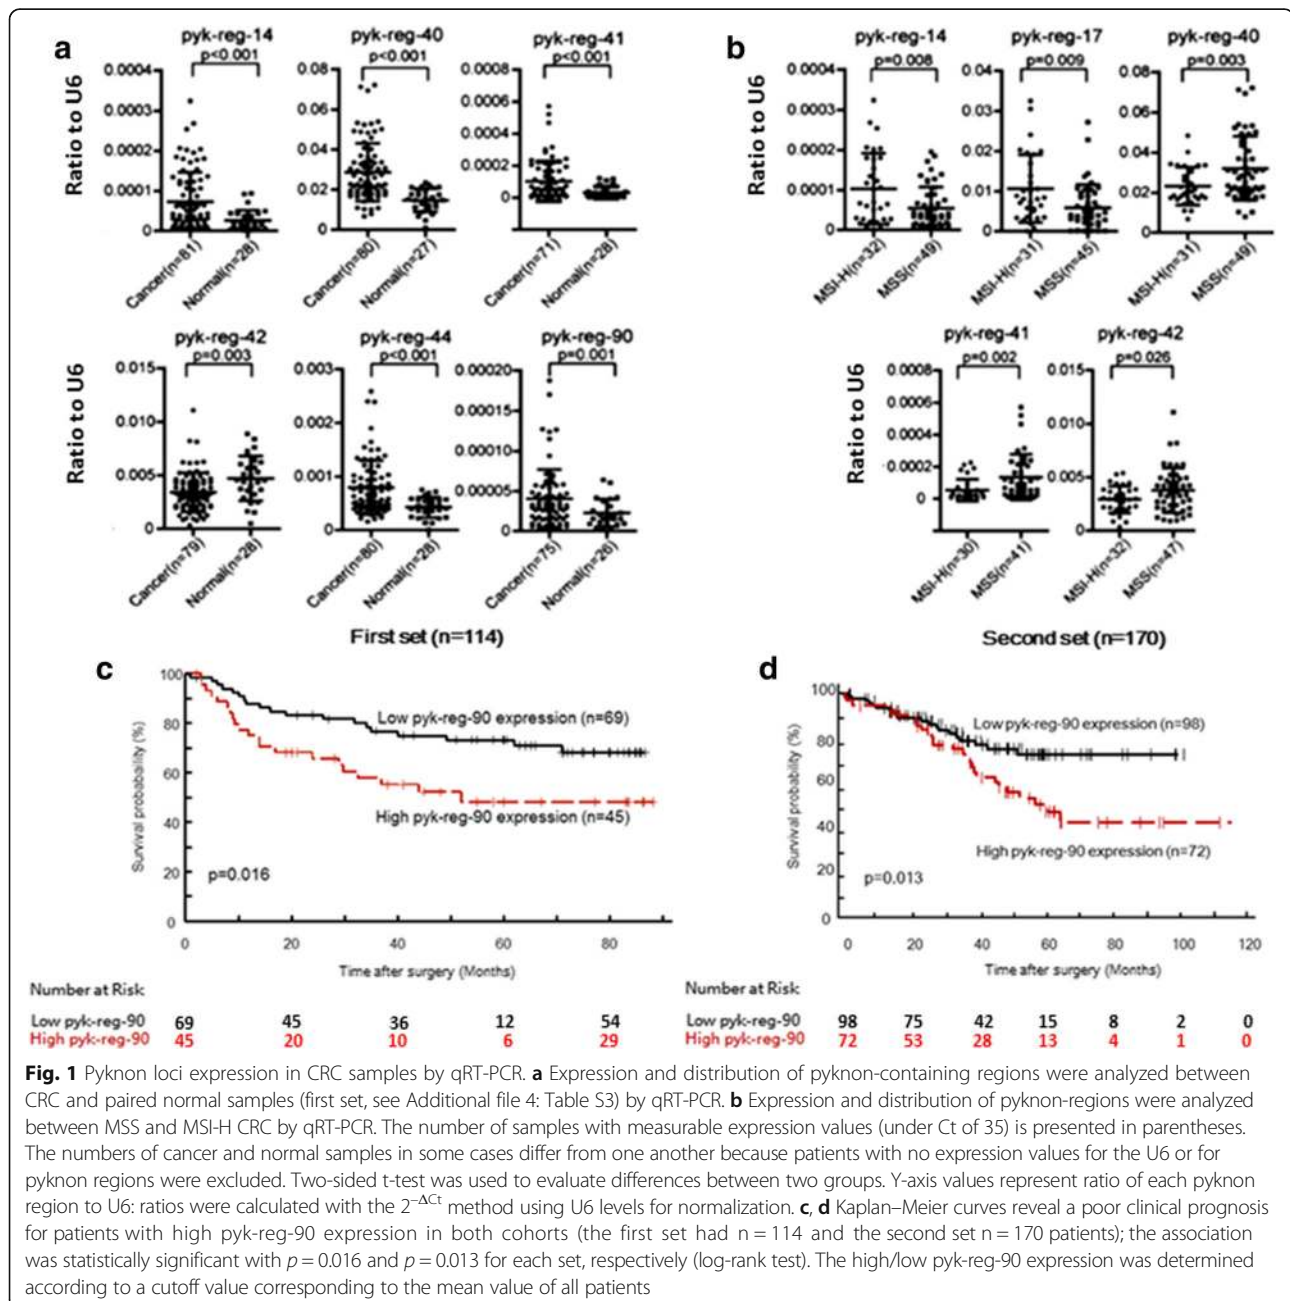 a
pyk-reg-14
p<0.001
Ratio to U6
0.0004
0.0003
0.0002
0.0001
0
Cancer(n=81)
Normal(n=28)
pyk-reg-40
p<0.001
0.08
0.06
0.04
0.02
0
Cancer(n=80)
Normal(n=27)
pyk-reg-41
p<0.001
0.0008
0.0006
0.0004
0.0002
0
Cancer(n=71)
Normal(n=28)
pyk-reg-42
p=0.003
Ratio to U6
0.015
0.010
0.005
0
Cancer(n=79)
Normal(n=28)
pyk-reg-44
p<0.001
0.003
0.002
0.001
0
Cancer(n=80)
Normal(n=28)
pyk-reg-90
p=0.001
0.00020
0.00015
0.00010
0.00005
0
Cancer(n=75)
Normal(n=26)
b
pyk-reg-14
p=0.008
Ratio to U6
0.0004
0.0003
0.0002
0.0001
0
MSI-H(n=32)
MSS(n=49)
pyk-reg-17
p=0.009
0.04
0.03
0.02
0.01
0
MSI-H(n=31)
MSS(n=45)
pyk-reg-40
p=0.003
0.08
0.06
0.04
0.02
0
MSI-H(n=31)
MSS(n=49)
pyk-reg-41
p=0.002
Ratio to U6
0.0008
0.0006
0.0004
0.0002
0
MSI-H(n=30)
MSS(n=41)
pyk-reg-42
p=0.026
0.015
0.010
0.005
0
MSI-H(n=32)
MSS(n=47)
First set (n=114)
c
100
80
60
40
20
0
Survival probability (%)
Low pyk-reg-90 expression (n=69)
High pyk-reg-90 expression (n=45)
p=0.016
0 20 40 60 80
Time after surgery (Months)
Number at Risk
Low pyk-reg-90 69 45 36 12 54
High pyk-reg-90 45 20 10 6 29
Second set (n=170)
d
100
80
60
40
20
0
Survival probability (%)
Low pyk-reg-90 expression (n=98)
High pyk-reg-90 expression (n=72)
p=0.013
0 20 40 60 80 100 120
Time after surgery (Months)
Number at Risk
Low pyk-reg-90 98 75 42 15 8 2 0
High pyk-reg-90 72 53 28 13 4 1 0
Fig. 1 Pyknon loci expression in CRC samples by qRT-PCR. a Expression and distribution of pyknon-containing regions were analyzed between
CRC and paired normal samples (first set, see Additional file 4: Table S3) by qRT-PCR. b Expression and distribution of pyknon-regions were analyzed
between MSS and MSI-H CRC by qRT-PCR. The number of samples with measurable expression values (under Ct of 35) is presented in parentheses.
The numbers of cancer and normal samples in some cases differ from one another because patients with no expression values for the U6 or for
pyknon regions were excluded. Two-sided t-test was used to evaluate differences between two groups. Y-axis values represent ratio of each pyknon
region to U6: ratios were calculated with the 2−ΔCt method using U6 levels for normalization. c, d Kaplan–Meier curves reveal a poor clinical prognosis
for patients with high pyk-reg-90 expression in both cohorts (the first set had n = 114 and the second set n = 170 patients); the association
was statistically significant with p = 0.016 and p = 0.013 for each set, respectively (log-rank test). The high/low pyk-reg-90 expression was determined
according to a cutoff value corresponding to the mean value of all patients